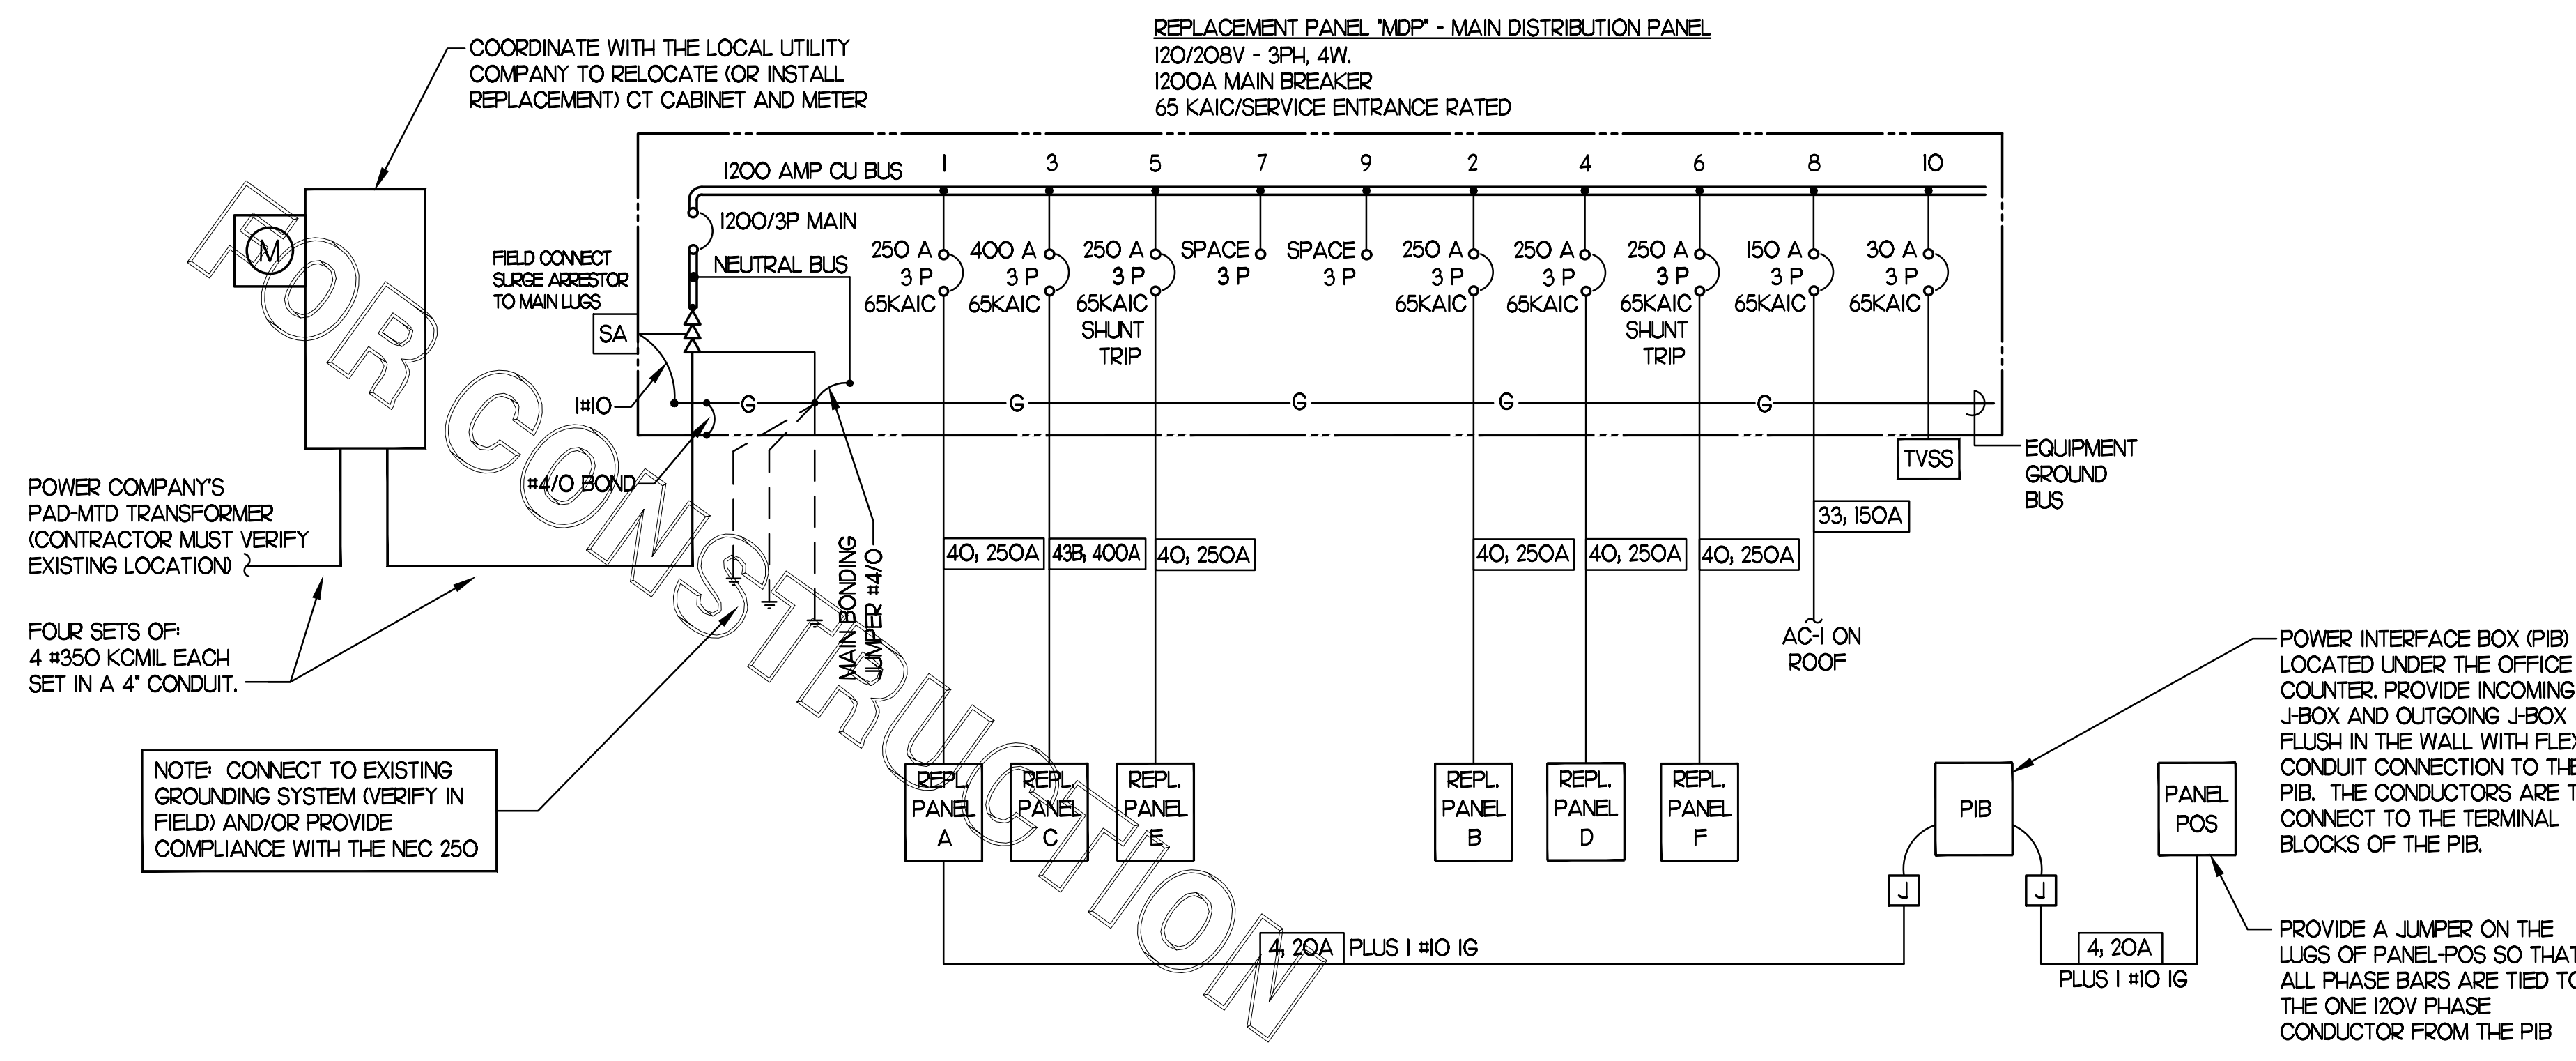 REPLACEMENT PANEL "MDP" - MAIN DISTRIBUTION PANEL
120/208V - 3PH, 4W.
1200A MAIN BREAKER
65 KAIC/SERVICE ENTRANCE RATED
COORDINATE WITH THE LOCAL UTILITY
COMPANY TO RELOCATE (OR INSTALL
REPLACEMENT) CT CABINET AND METER
M
FIELD CONNECT
SURGE ARRESTOR
TO MAIN LUGS
SA
1#10
#4/0 BOND
1200 AMP CU BUS
1200/3P MAIN
NEUTRAL BUS
1 3 5 7 9 2 4 6 8 10
250 A
3 P
65KAIC
400 A
3 P
65KAIC
250 A
3 P
65KAIC
SHUNT
TRIP
SPACE
3 P
SPACE
3 P
250 A
3 P
65KAIC
250 A
3 P
65KAIC
250 A
3 P
65KAIC
SHUNT
TRIP
150 A
3 P
65KAIC
30 A
3 P
65KAIC
G G G G G
TVSS
EQUIPMENT
GROUND
BUS
POWER COMPANY'S
PAD-MTD TRANSFORMER
(CONTRACTOR MUST VERIFY
EXISTING LOCATION)
FOUR SETS OF:
4 #350 KCMIL EACH
SET IN A 4" CONDUIT.
MAIN BONDING
JUMPER #4/0
NOTE: CONNECT TO EXISTING
GROUNDING SYSTEM (VERIFY IN
FIELD) AND/OR PROVIDE
COMPLIANCE WITH THE NEC 250
40, 250A
43B, 400A
40, 250A
40, 250A
40, 250A
40, 250A
33, 150A
AC-1 ON
ROOF
REPL.
PANEL
A
REPL.
PANEL
C
REPL.
PANEL
E
REPL.
PANEL
B
REPL.
PANEL
D
REPL.
PANEL
F
4, 20A PLUS 1 #10 IG
PIB
J
J
PANEL
POS
4, 20A
PLUS 1 #10 IG
POWER INTERFACE BOX (PIB)
LOCATED UNDER THE OFFICE
COUNTER. PROVIDE INCOMING
J-BOX AND OUTGOING J-BOX
FLUSH IN THE WALL WITH FLEX
CONDUIT CONNECTION TO THE
PIB. THE CONDUCTORS ARE T
CONNECT TO THE TERMINAL
BLOCKS OF THE PIB.
PROVIDE A JUMPER ON THE
LUGS OF PANEL-POS SO THAT
ALL PHASE BARS ARE TIED TO
THE ONE 120V PHASE
CONDUCTOR FROM THE PIB
FOR CONSTRUCTION